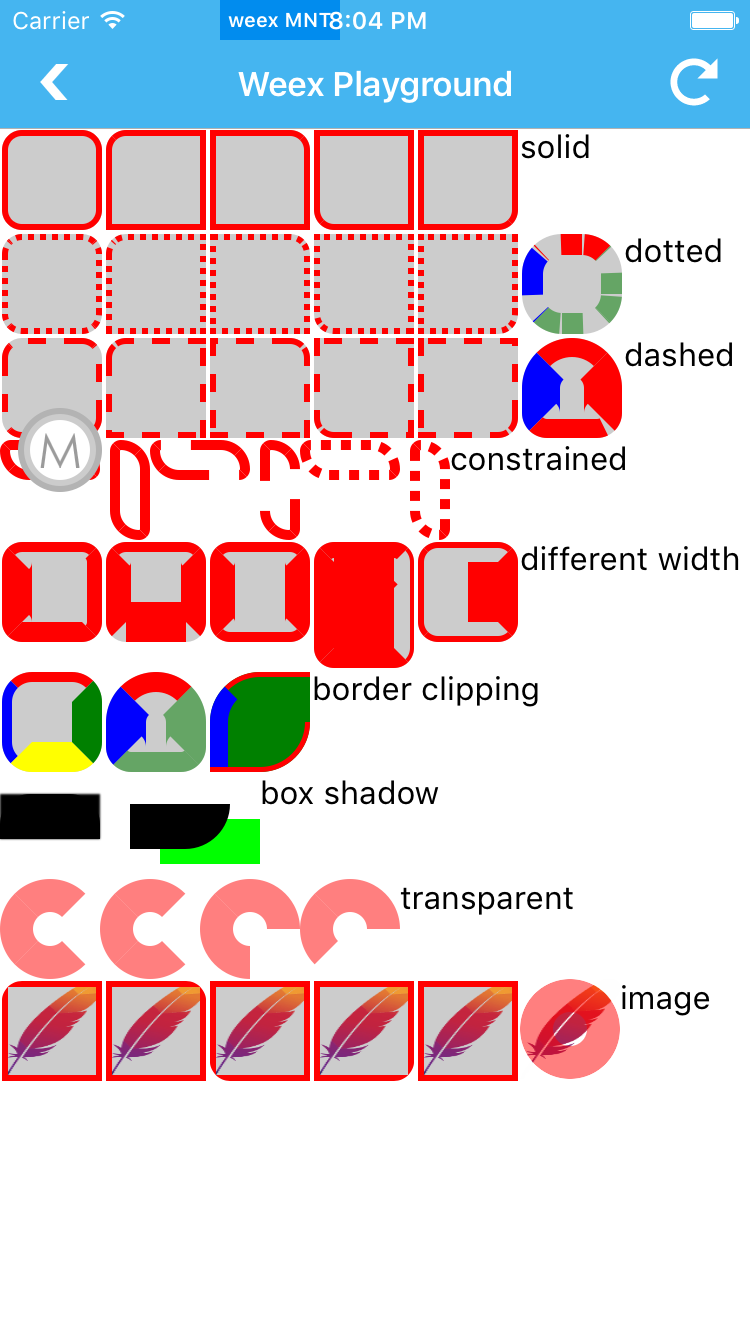 Carrier weex MNT 8:04 PM
Weex Playground
solid
dotted
dashed
M
constrained
different width
border clipping
box shadow
transparent
image